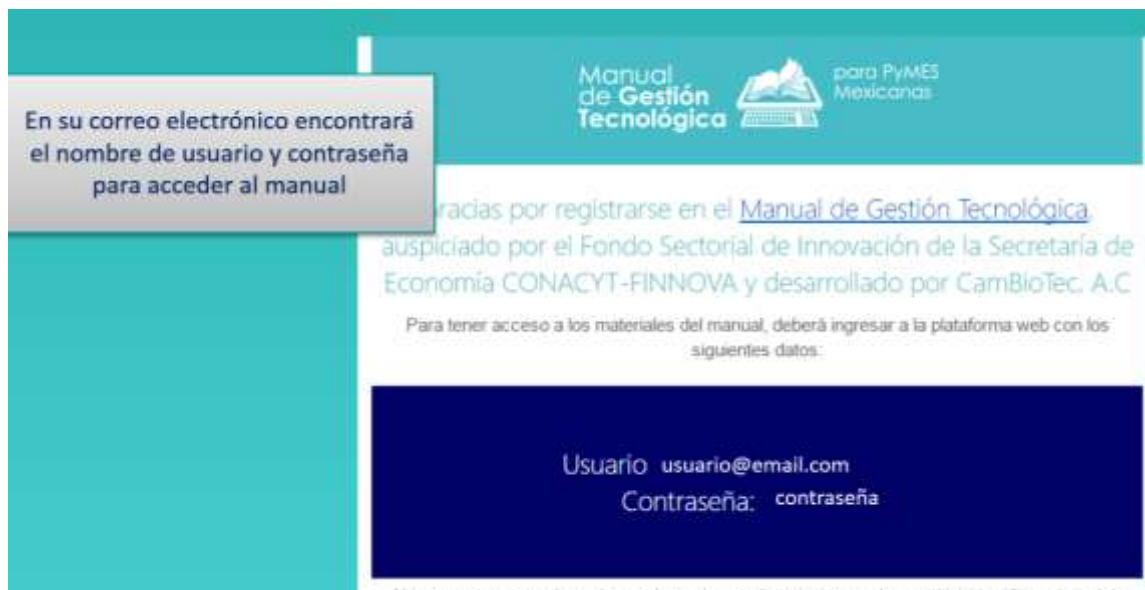 Manual
de Gestión
Tecnológica
para PyMES
Mexicanas
En su correo electrónico encontrará
el nombre de usuario y contraseña
para acceder al manual
racias por registrarse en el Manual de Gestión Tecnológica,
auspiciado por el Fondo Sectorial de Innovación de la Secretaría de
Economía CONACYT-FINNOVA y desarrollado por CamBioTec. A.C
Para tener acceso a los materiales del manual, deberá ingresar a la plataforma web con los
siguientes datos:
Usuario usuario@email.com
Contraseña: contraseña